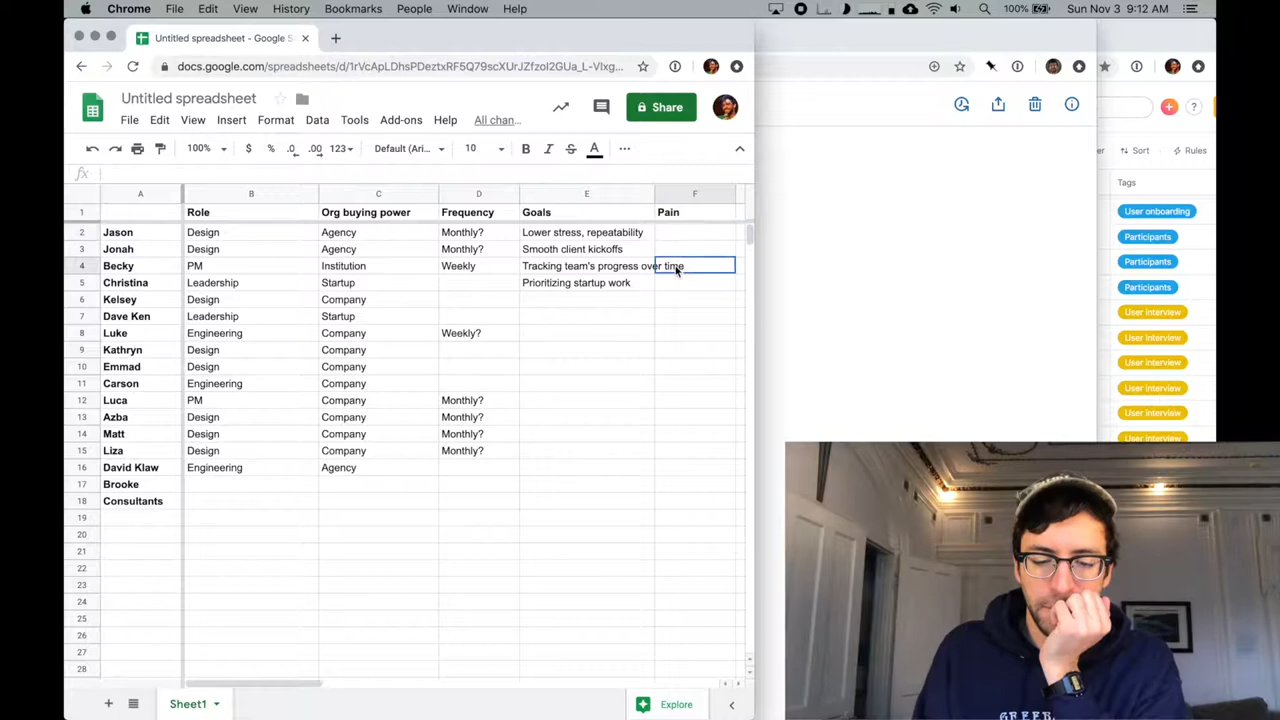 Chrome File Edit View History Bookmarks People Window Help 100% Sun Nov 3 9:12 AM
Untitled spreadsheet - Google S
docs.google.com/spreadsheets/d/1rVcApLDhsPDeztxRF5Q79scXUrJZfzol2GUa_L-VIxg...
Untitled spreadsheet
Share
File Edit View Insert Format Data Tools Add-ons Help All chan...
100% $ % .0 .00 123 Default (Ari... 10 B I S A
Sort Rules
fx
Tags
A B C D E F
1 Role Org buying power Frequency Goals Pain
User onboarding
2 Jason Design Agency Monthly? Lower stress, repeatability
Participants
3 Jonah Design Agency Monthly? Smooth client kickoffs
Participants
4 Becky PM Institution Weekly Tracking team's progress over time
5 Christina Leadership Startup Prioritizing startup work
Participants
6 Kelsey Design Company
User interview
7 Dave Ken Leadership Startup
8 Luke Engineering Company Weekly?
User interview
9 Kathryn Design Company
User interview
10 Emmad Design Company
11 Carson Engineering Company
User interview
12 Luca PM Company Monthly?
User interview
13 Azba Design Company Monthly?
14 Matt Design Company Monthly?
User interview
15 Liza Design Company Monthly?
16 David Klaw Engineering Agency
17 Brooke
18 Consultants
19
20
21
22
23
24
25
26
27
28
Sheet1
Explore